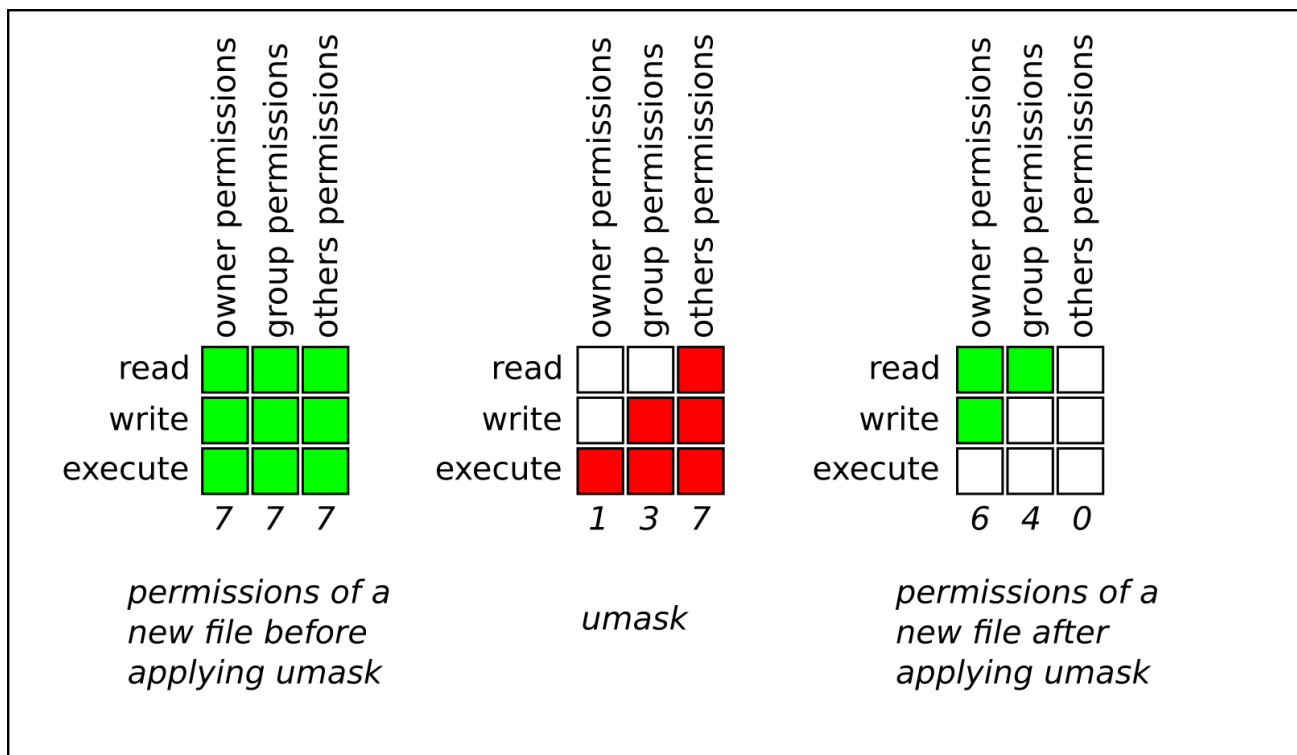 owner permissions
group permissions
others permissions
read
write
execute
7 7 7
permissions of a
new file before
applying umask
owner permissions
group permissions
others permissions
read
write
execute
1 3 7
umask
owner permissions
group permissions
others permissions
read
write
execute
6 4 0
permissions of a
new file after
applying umask